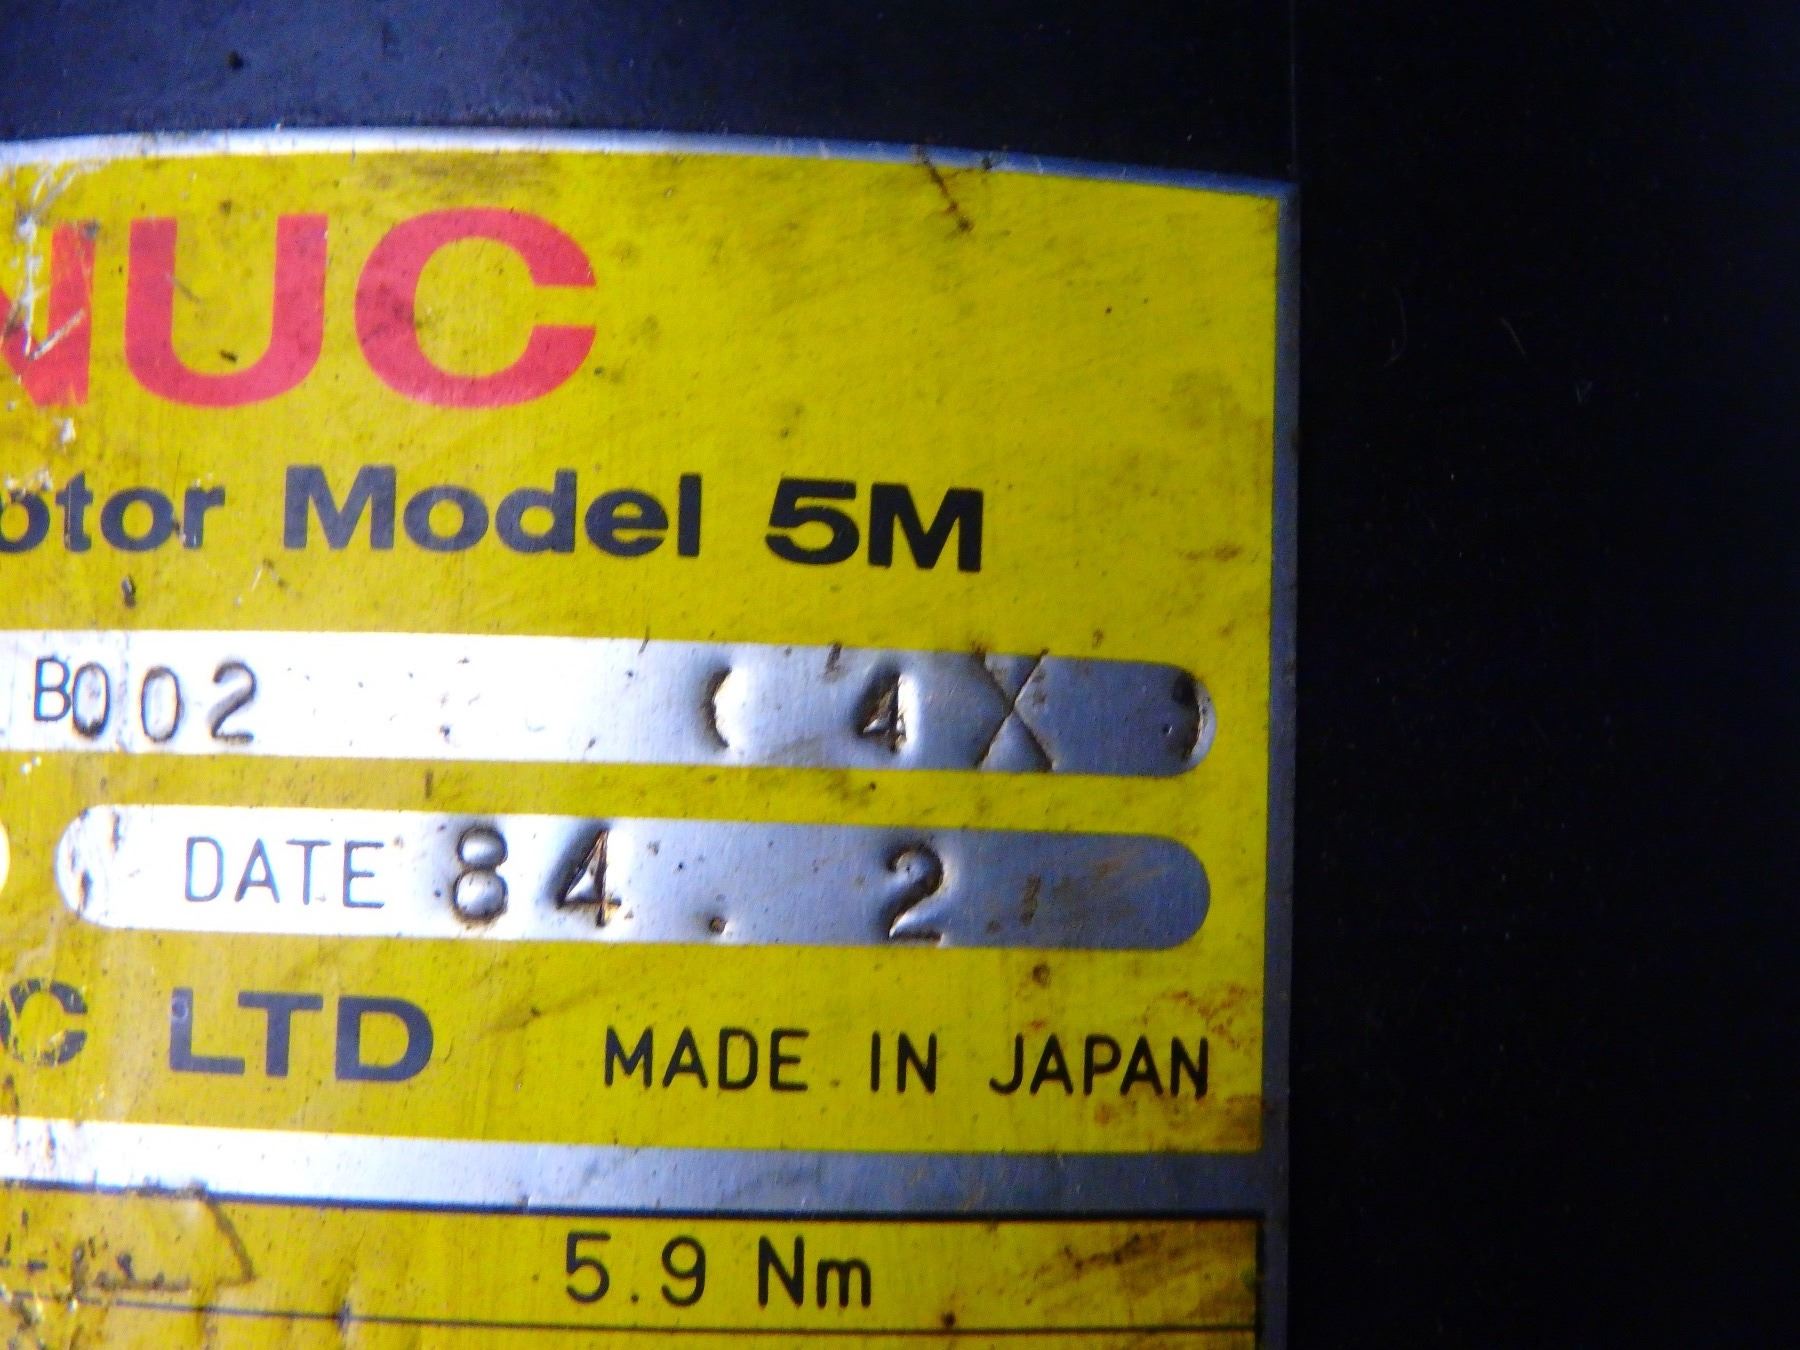 NUC
otor Model 5M
B002 ( 4X )
DATE 84. 2
C LTD MADE IN JAPAN
5.9 Nm